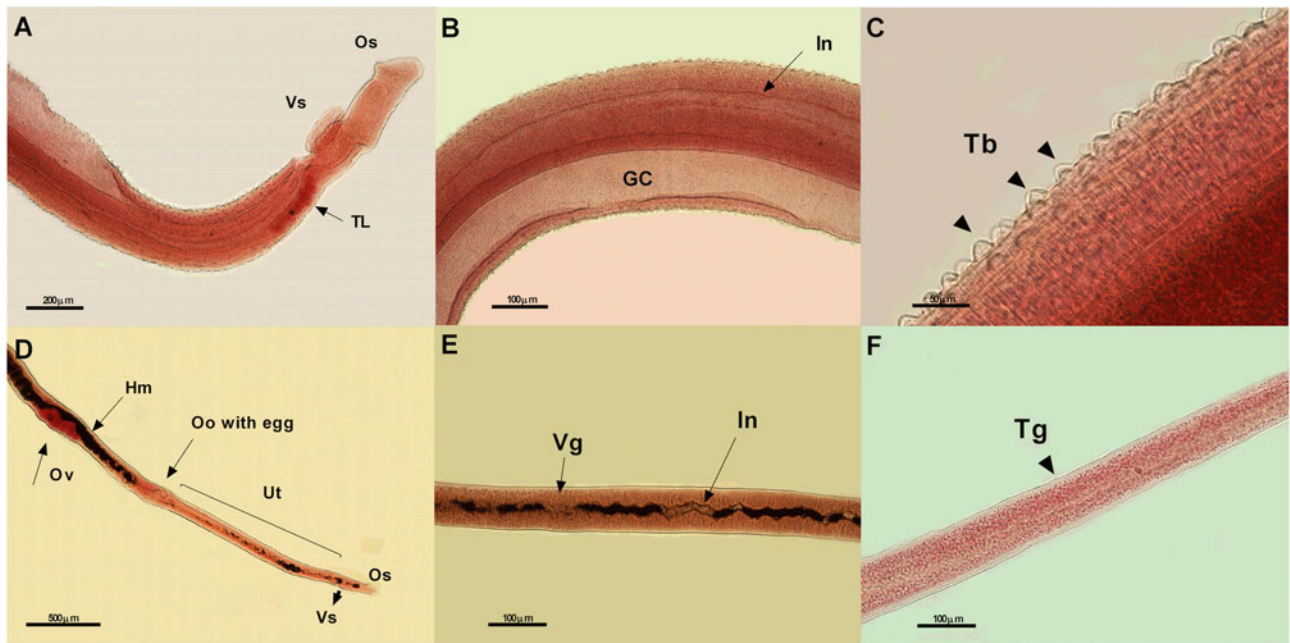 A
Os
Vs
TL
200µm
B
In
GC
100µm
C
Tb
50µm
D
Hm
Oo with egg
Ov
Ut
Os
Vs
500µm
E
Vg
In
100µm
F
Tg
100µm